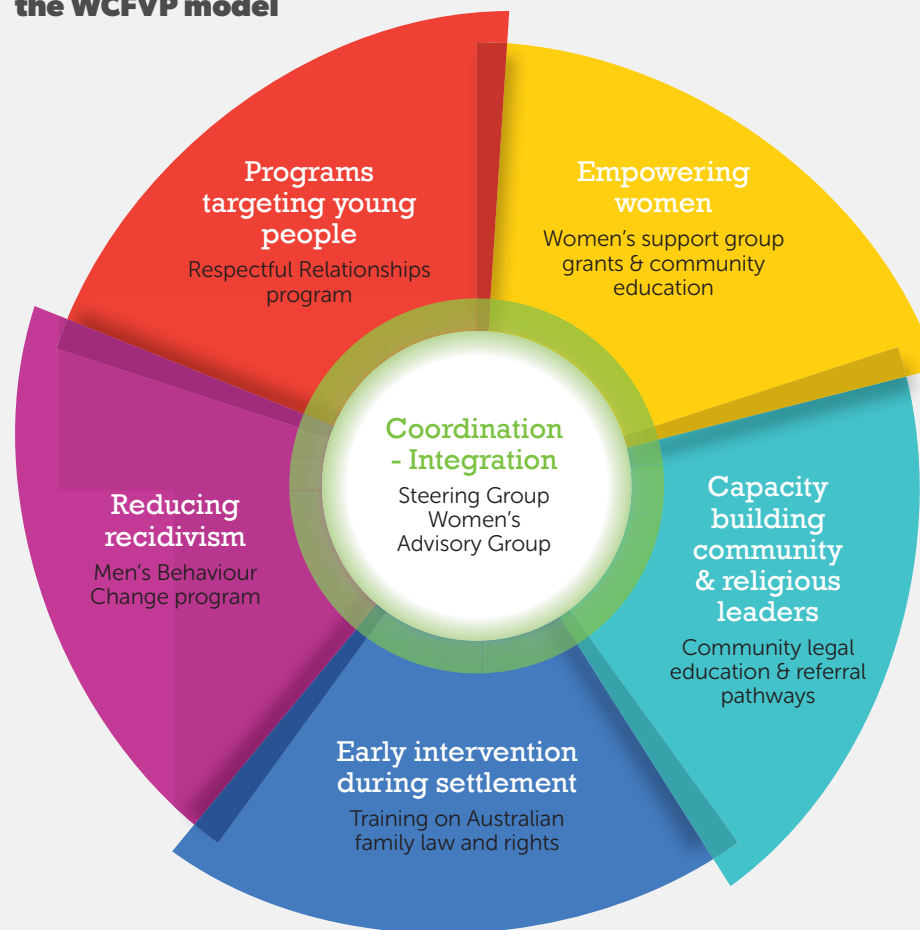 the WCFVP model
Programs
targeting young
people
Respectful Relationships
program
Empowering
women
Women's support group
grants & community
education
Capacity
building
community
& religious
leaders
Community legal
education & referral
pathways
Early intervention
during settlement
Training on Australian
family law and rights
Reducing
recidivism
Men's Behaviour
Change program
Coordination
- Integration
Steering Group
Women's
Advisory Group